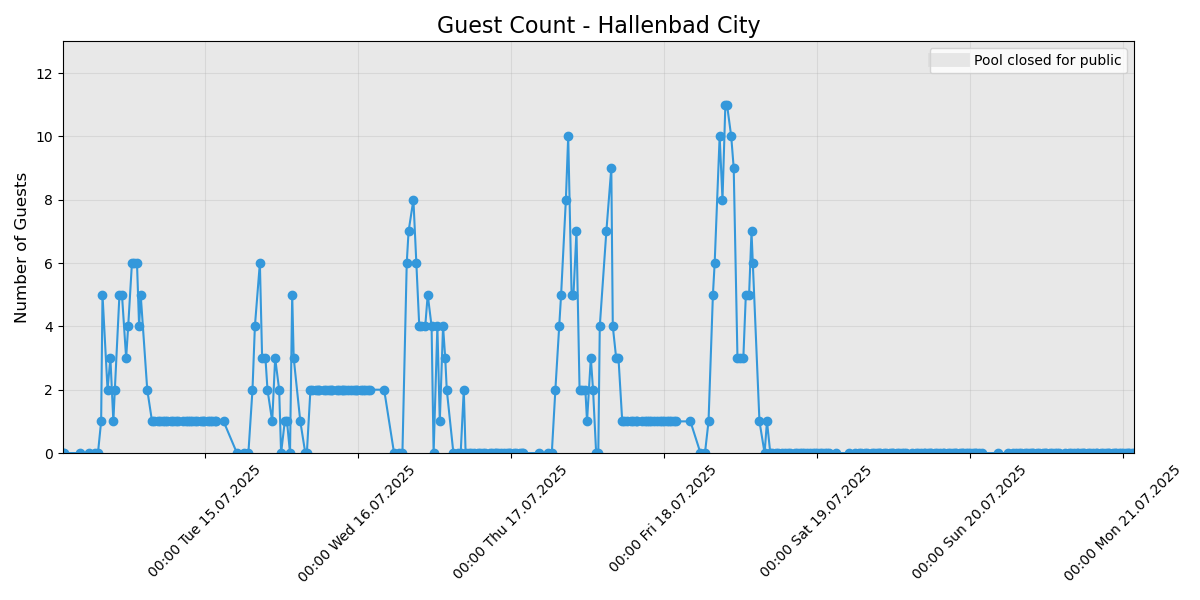 Guest Count - Hallenbad City
Pool closed for public
Number of Guests
12
10
8
6
4
2
0
00:00 Tue 15.07.2025
00:00 Wed 16.07.2025
00:00 Thu 17.07.2025
00:00 Fri 18.07.2025
00:00 Sat 19.07.2025
00:00 Sun 20.07.2025
00:00 Mon 21.07.2025